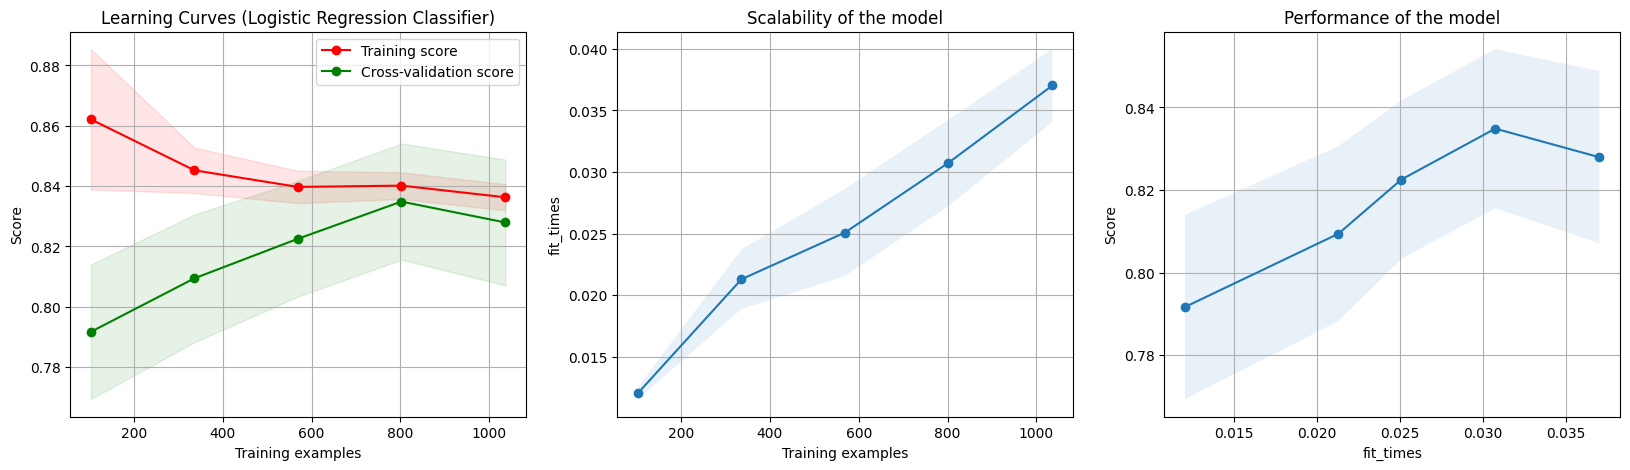 Learning Curves (Logistic Regression Classifier)
Training score
Cross-validation score
0.88
0.86
0.84
0.82
0.80
0.78
Score
200 400 600 800 1000
Training examples
Scalability of the model
0.040
0.035
0.030
0.025
0.020
0.015
fit_times
200 400 600 800 1000
Training examples
Performance of the model
0.84
0.82
0.80
0.78
Score
0.015 0.020 0.025 0.030 0.035
fit_times